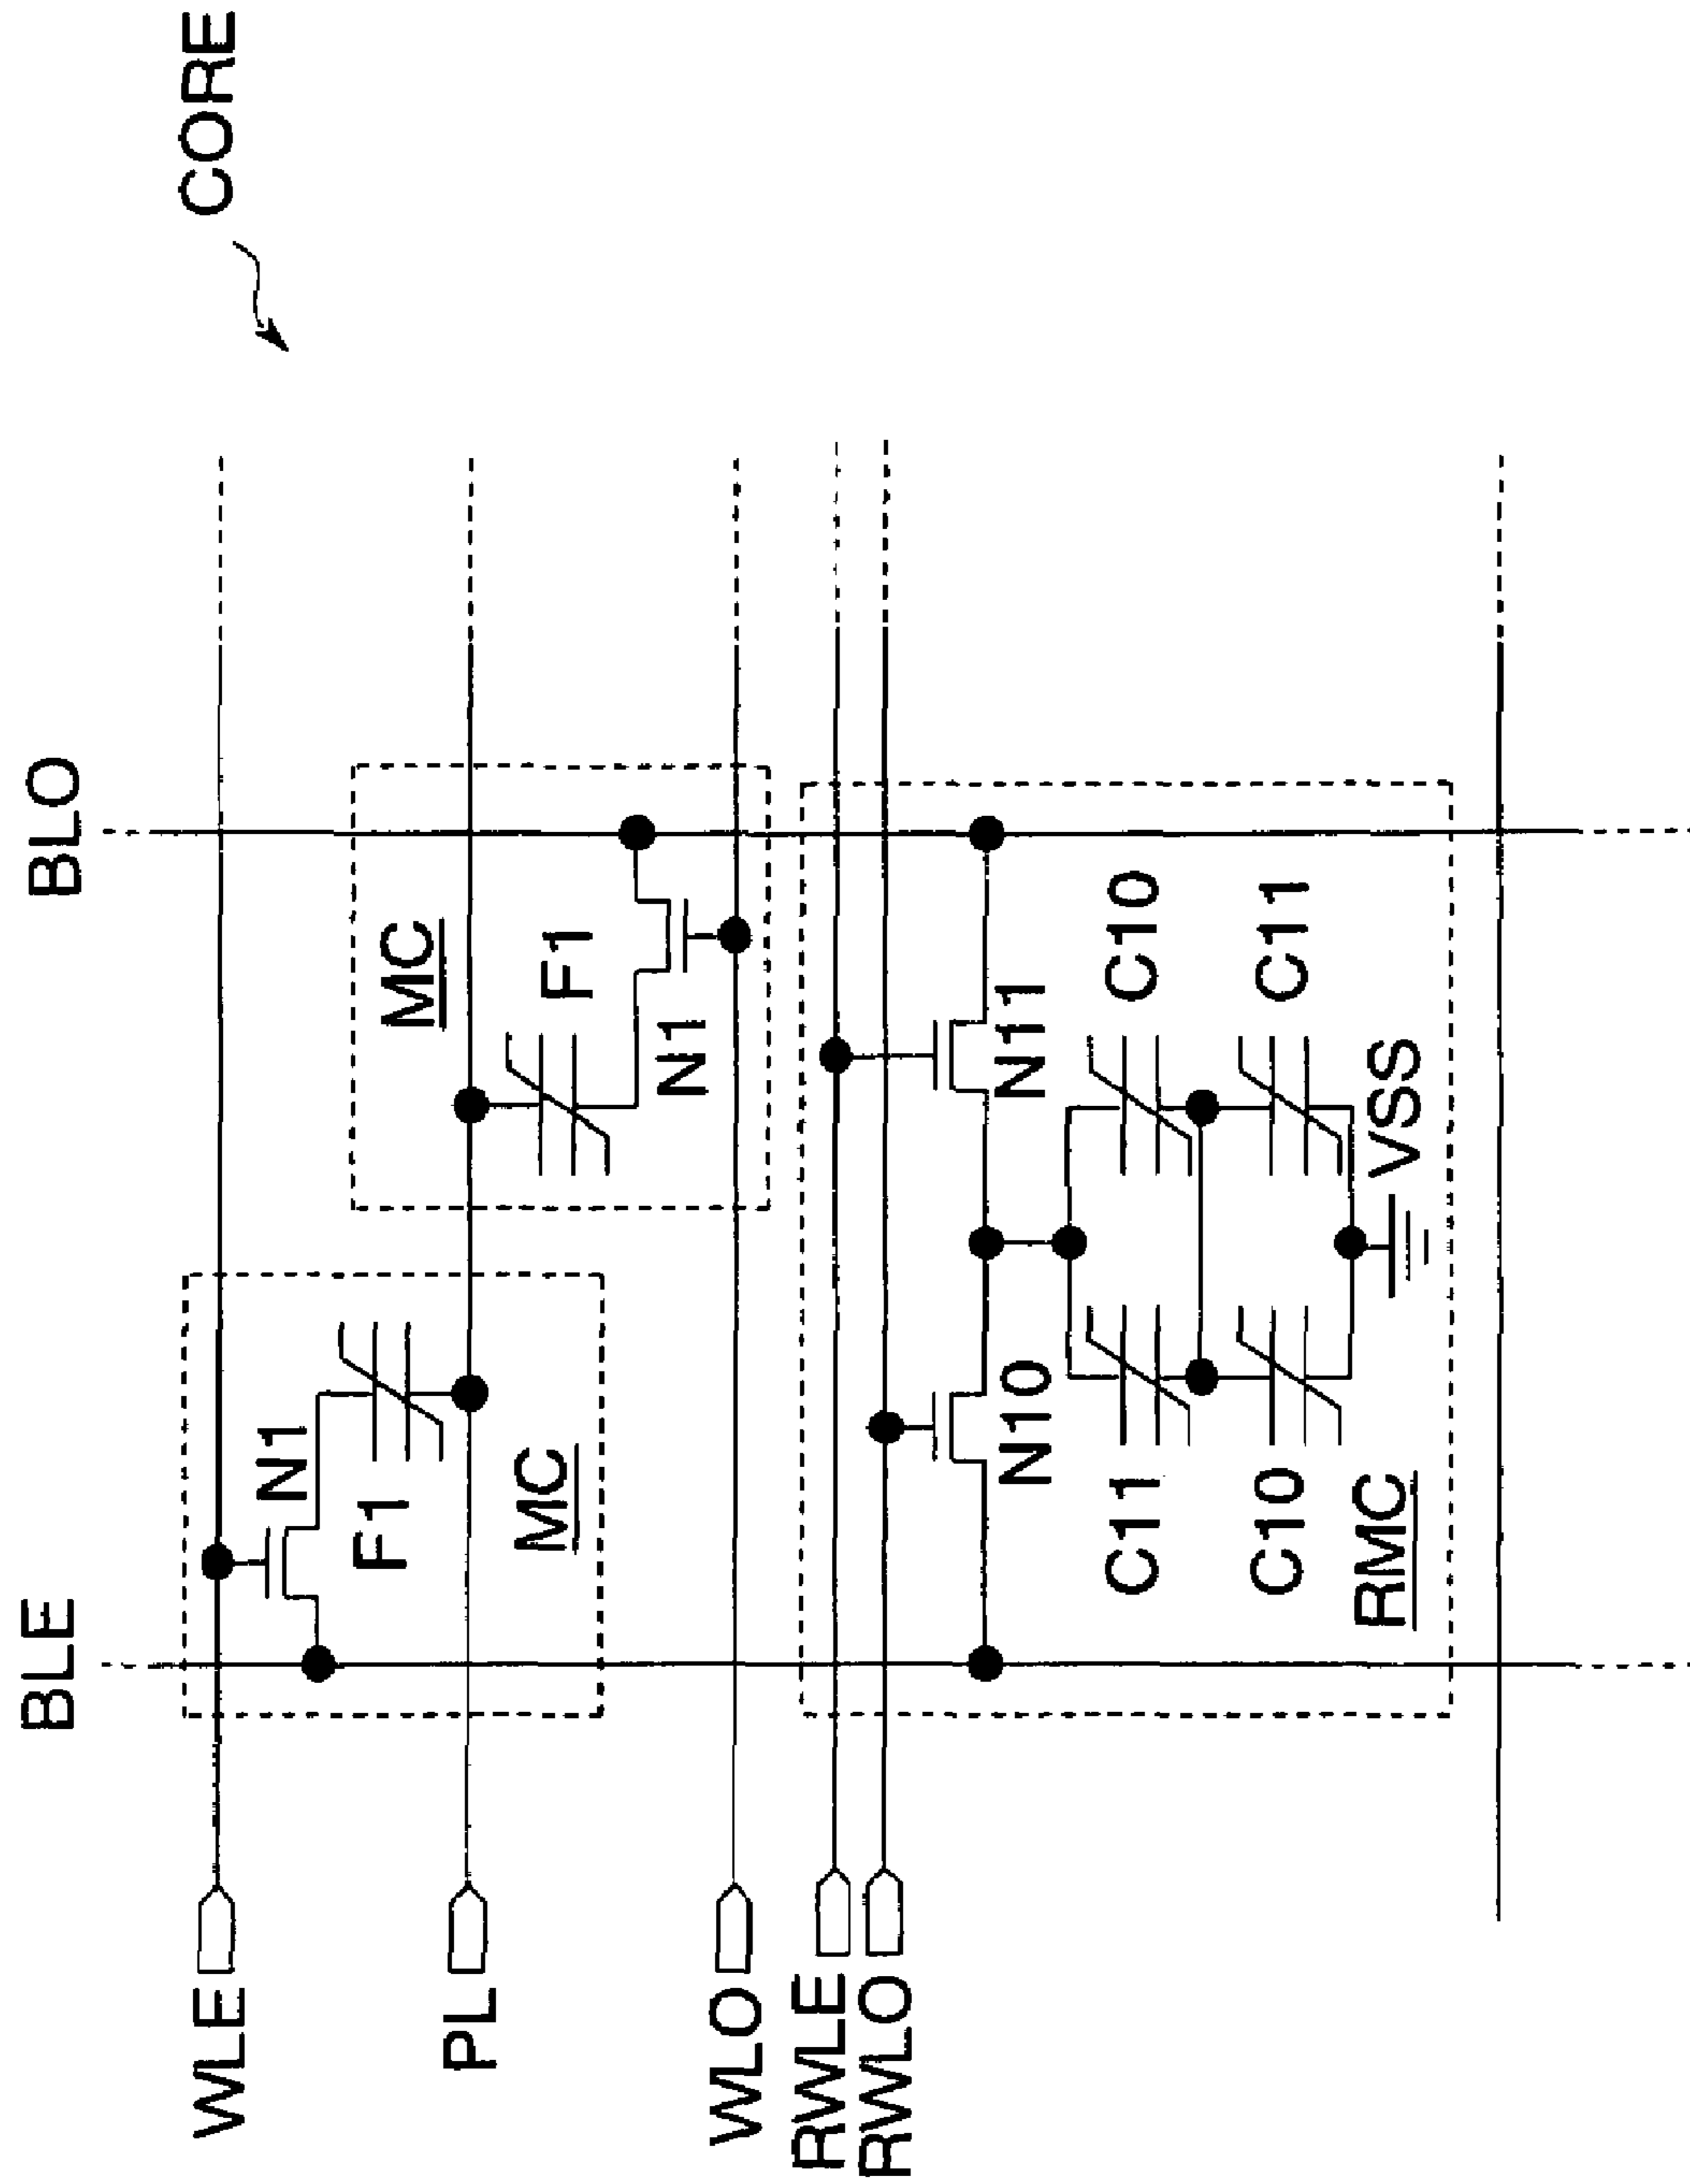 BLE
BLO
CORE
WLE
N1
F1
MC
PL
MC
F1
N1
WLO
RWLE
RWLO
N10
N11
C11
C10
C10
C11
RMC
VSS